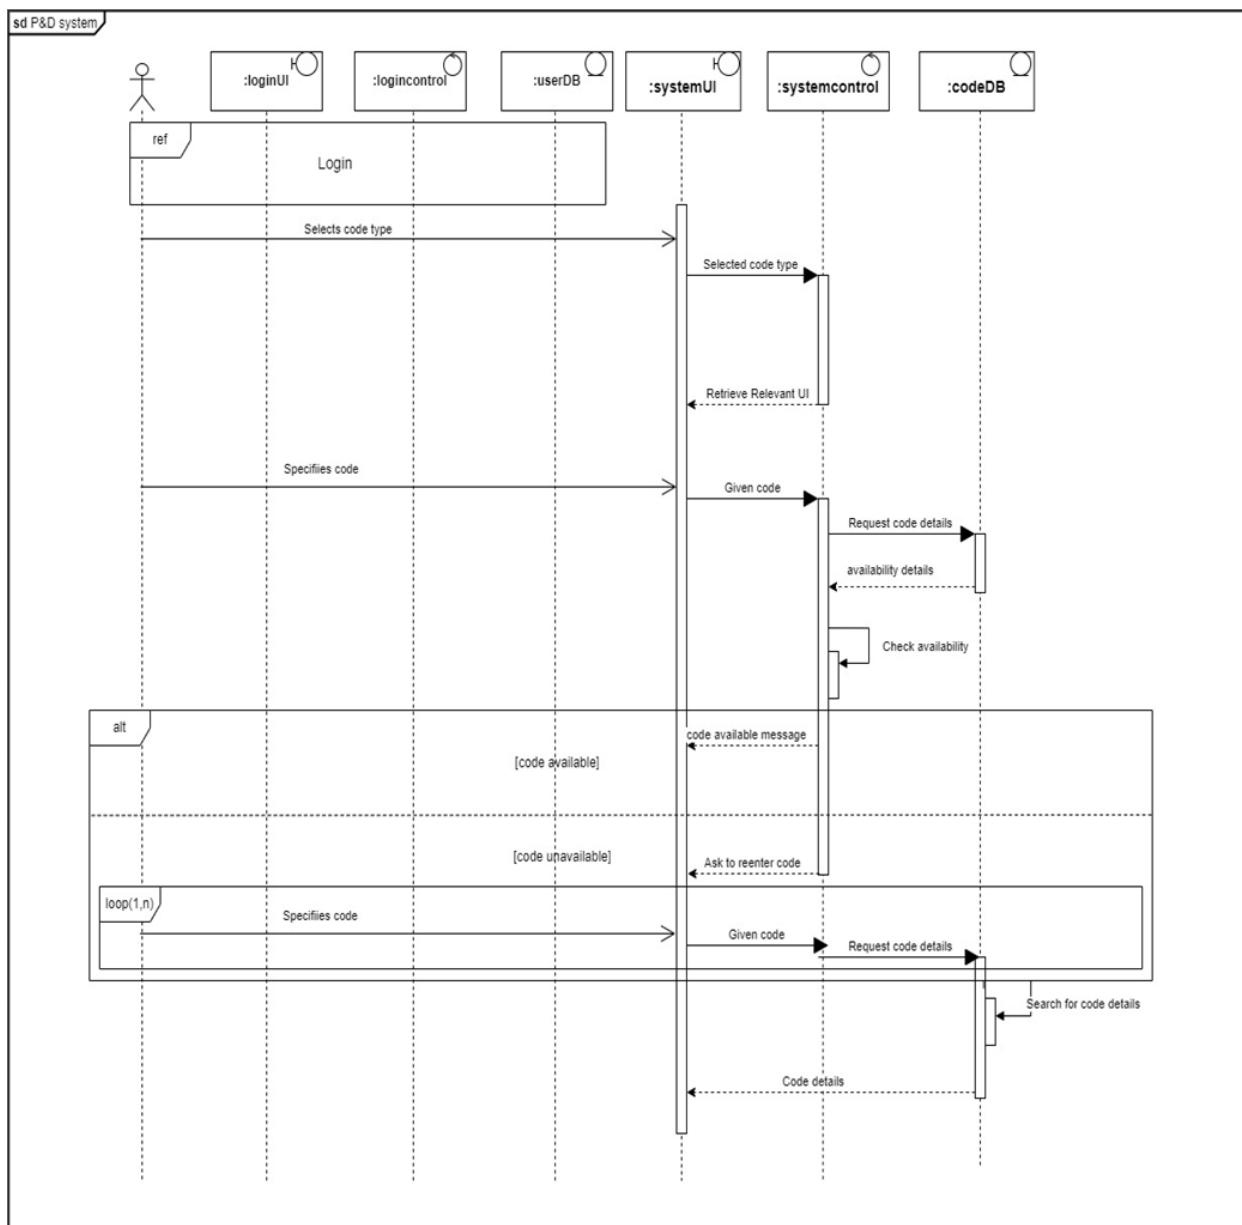 sd P&D system
:loginUI
:logincontrol
:userDB
:systemUI
:systemcontrol
:codeDB
ref
Login
Selects code type
Selected code type
Retrieve Relevant UI
Specifiies code
Given code
Request code details
availability details
Check availability
alt
code available message
[code available]
[code unavailable]
Ask to reenter code
loop(1,n)
Specifiies code
Given code
Request code details
Search for code details
Code details